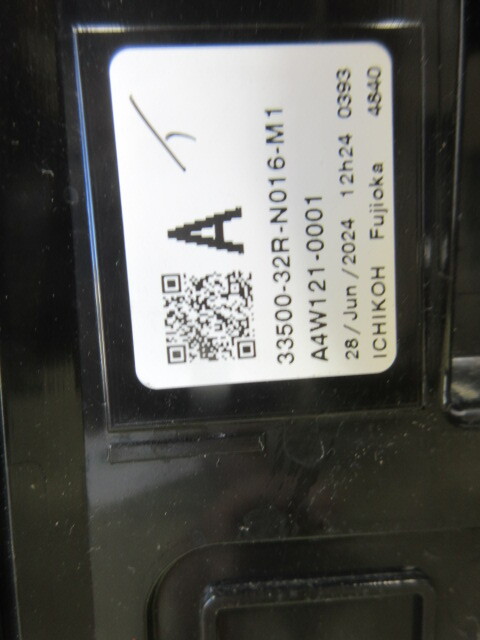 A
33500-32R-N016-M1
A4W121-0001
28/Jun/2024 12h24 0393
ICHIKOH Fujioka 4840